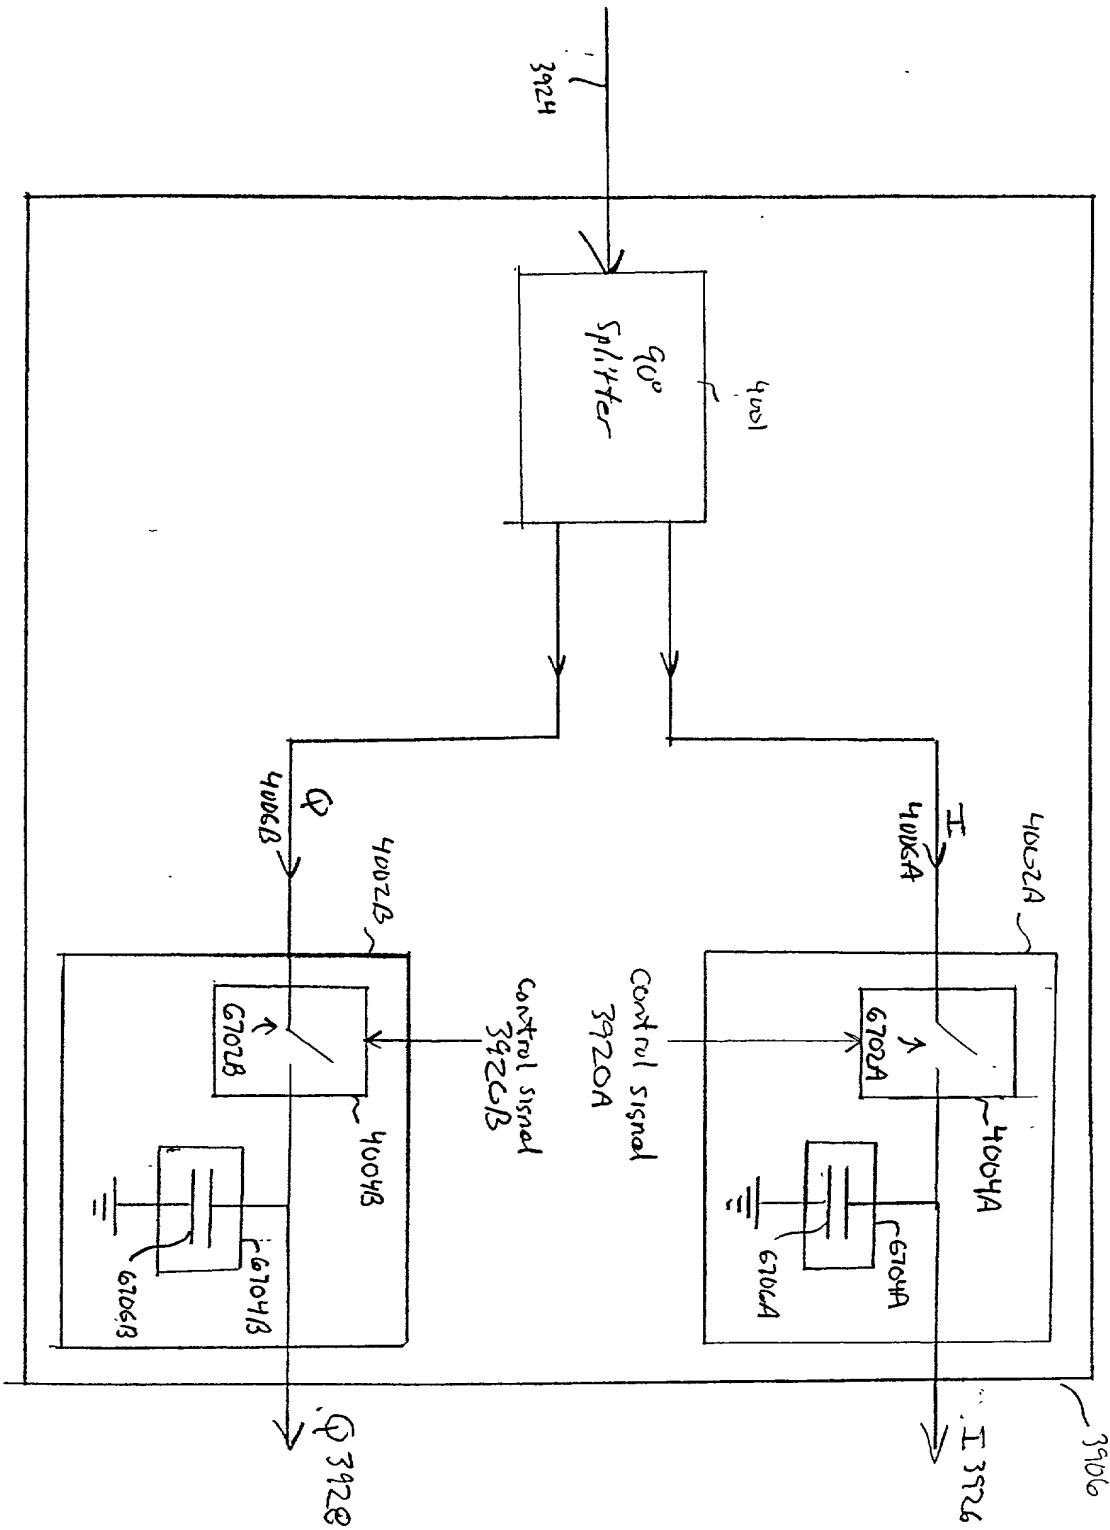 3924
90°
Splitter
4001
I
4006A
4002A
control signal
3920A
6702A
4004A
6704A
6706A
I 3926
3906
Q
4006B
4002B
control signal
3920B
6702B
4004B
6704B
6706B
Q 3928